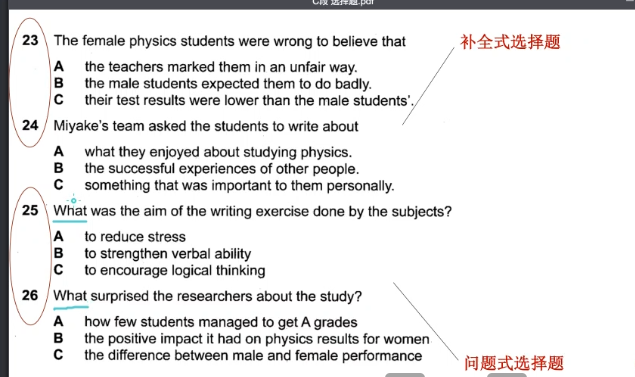 C段 选择题.pdf
23 The female physics students were wrong to believe that 补全式选择题
A the teachers marked them in an unfair way.
B the male students expected them to do badly.
C their test results were lower than the male students'.
24 Miyake's team asked the students to write about
A what they enjoyed about studying physics.
B the successful experiences of other people.
C something that was important to them personally.
25 What was the aim of the writing exercise done by the subjects?
A to reduce stress
B to strengthen verbal ability
C to encourage logical thinking
26 What surprised the researchers about the study?
A how few students managed to get A grades
B the positive impact it had on physics results for women
C the difference between male and female performance
问题式选择题